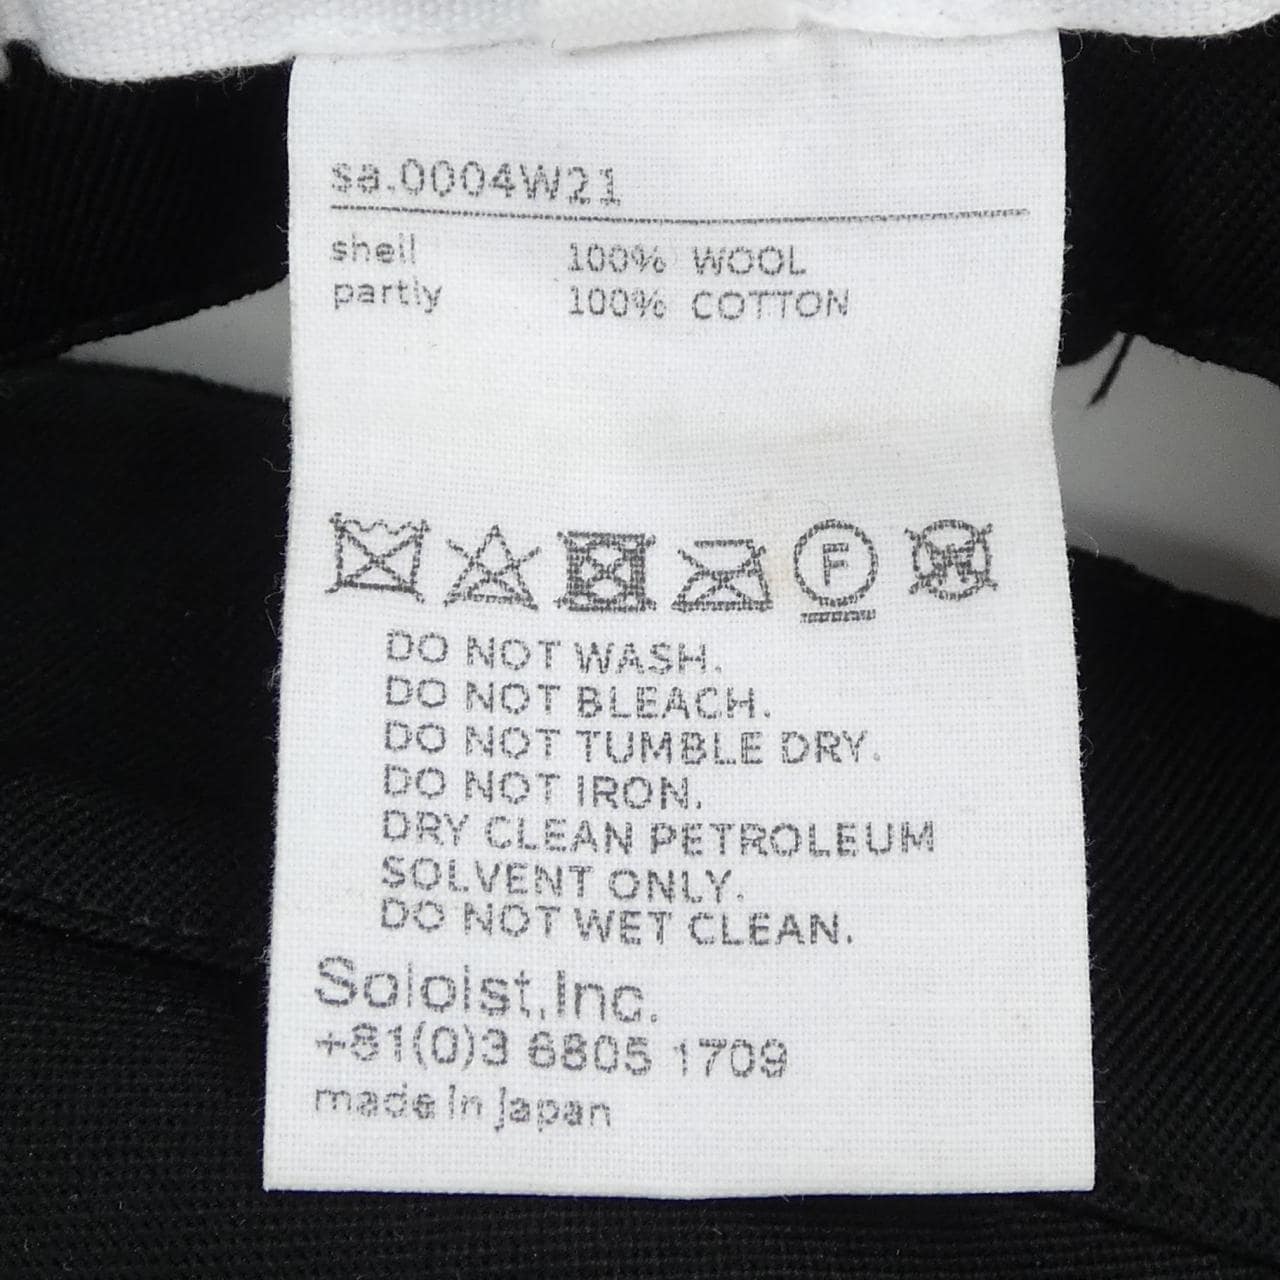 sa.0004W21
shell 100% WOOL
partly 100% COTTON
F W
DO NOT WASH.
DO NOT BLEACH.
DO NOT TUMBLE DRY.
DO NOT IRON.
DRY CLEAN PETROLEUM
SOLVENT ONLY.
DO NOT WET CLEAN.
Soloist,Inc.
+81(0)3 6805 1709
made in japan